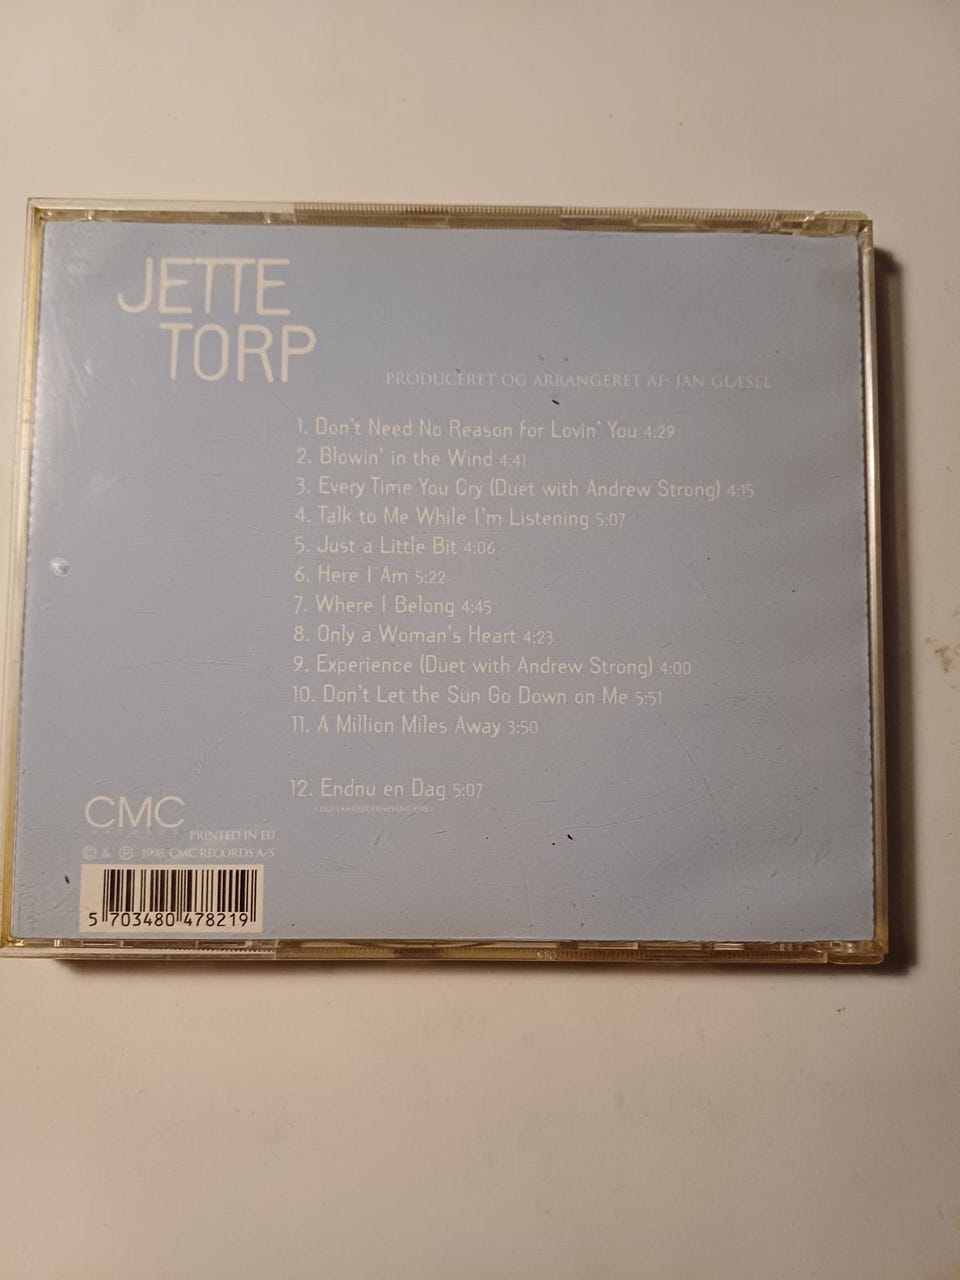 JETTE
TORP
PRODUCERET OG ARRANGERET AF: JAN GLÆSEL
1. Don't Need No Reason for Lovin' You 4:29
2. Blowin' in the Wind 4:41
3. Every Time You Cry (Duet with Andrew Strong) 4:15
4. Talk to Me While I'm Listening 5:07
5. Just a Little Bit 4:06
6. Here I Am 5:22
7. Where I Belong 4:45
8. Only a Woman's Heart 4:23
9. Experience (Duet with Andrew Strong) 4:00
10. Don't Let the Sun Go Down on Me 5:51
11. A Million Miles Away 3:50
12. Endnu en Dag 5:07
CMC
RECORDS PRINTED IN EU
© & ℗ 1998, CMC RECORDS A/S
5 703480 478219